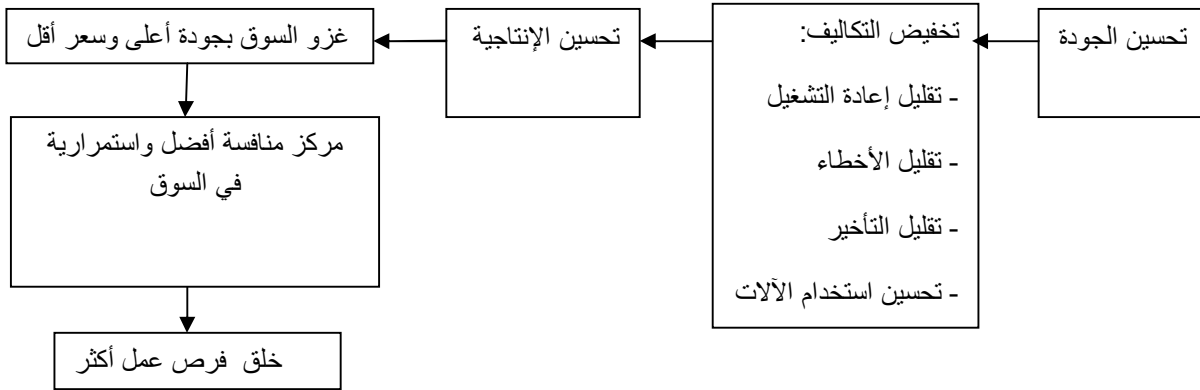 تحسين الجودة
تخفيض التكاليف:
- تقليل إعادة التشغيل
- تقليل الأخطاء
- تقليل التأخير
- تحسين استخدام الآلات
تحسين الإنتاجية
غزو السوق بجودة أعلى وسعر أقل
مركز منافسة أفضل واستمرارية
في السوق
خلق فرص عمل أكثر